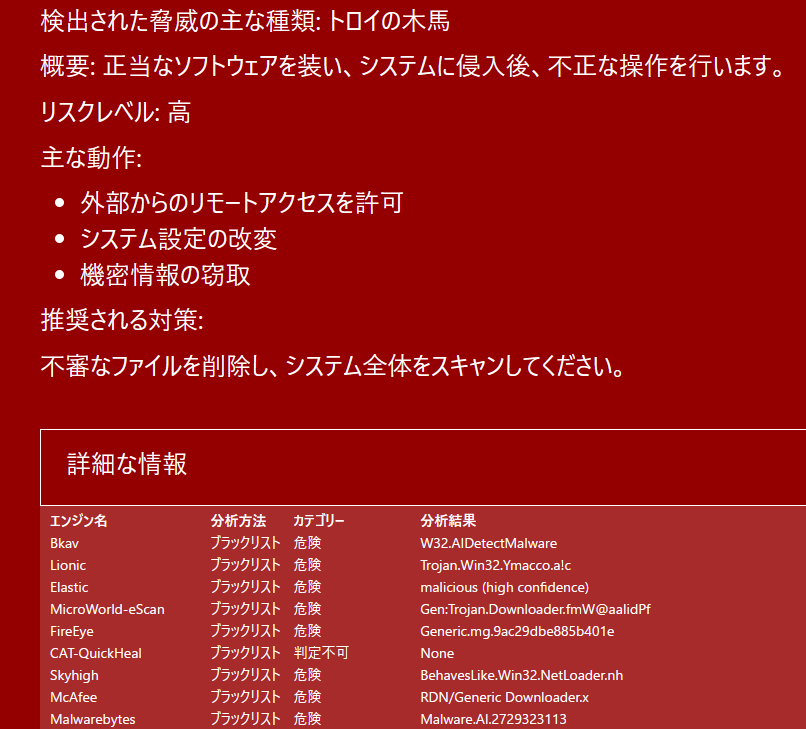 検出された脅威の主な種類: トロイの木馬
概要: 正当なソフトウェアを装い、システムに侵入後、不正な操作を行います。
リスクレベル: 高
主な動作:
• 外部からのリモートアクセスを許可
• システム設定の改変
• 機密情報の窃取
推奨される対策:
不審なファイルを削除し、システム全体をスキャンしてください。
詳細な情報
エンジン名 分析方法 カテゴリー 分析結果
Bkav ブラックリスト 危険 W32.AIDetectMalware
Lionic ブラックリスト 危険 Trojan.Win32.Ymacco.a!c
Elastic ブラックリスト 危険 malicious (high confidence)
MicroWorld-eScan ブラックリスト 危険 Gen:Trojan.Downloader.fmW@aalidPf
FireEye ブラックリスト 危険 Generic.mg.9ac29dbe885b401e
CAT-QuickHeal ブラックリスト 判定不可 None
Skyhigh ブラックリスト 危険 BehavesLike.Win32.NetLoader.nh
McAfee ブラックリスト 危険 RDN/Generic Downloader.x
Malwarebytes ブラックリスト 危険 Malware.AI.2729323113